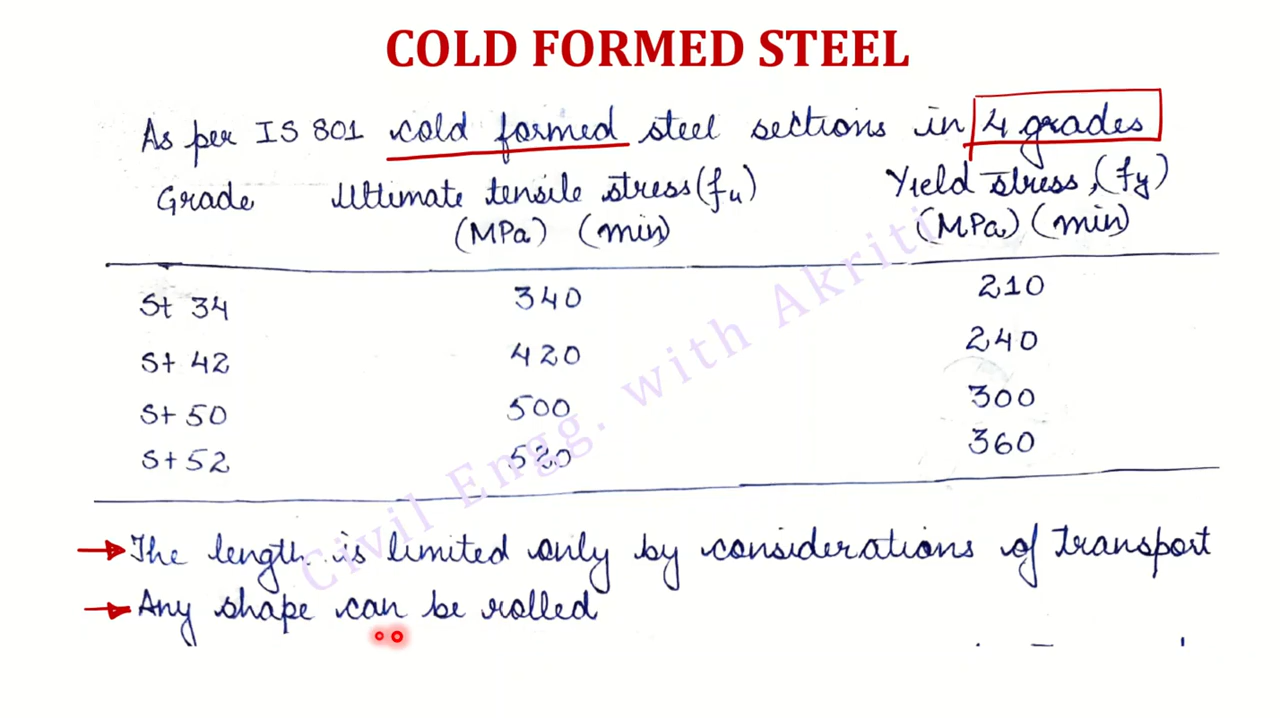 COLD FORMED STEEL
As per IS 801 cold formed steel sections in 4 grades
Grade Ultimate tensile stress (fu) Yield stress, (fy)
(MPa) (min) (MPa) (min)
St 34 340 210
St 42 420 240
St 50 500 300
St 52 520 360
The length is limited only by considerations of transport
Any shape can be rolled
Civil Engg. with Akriti